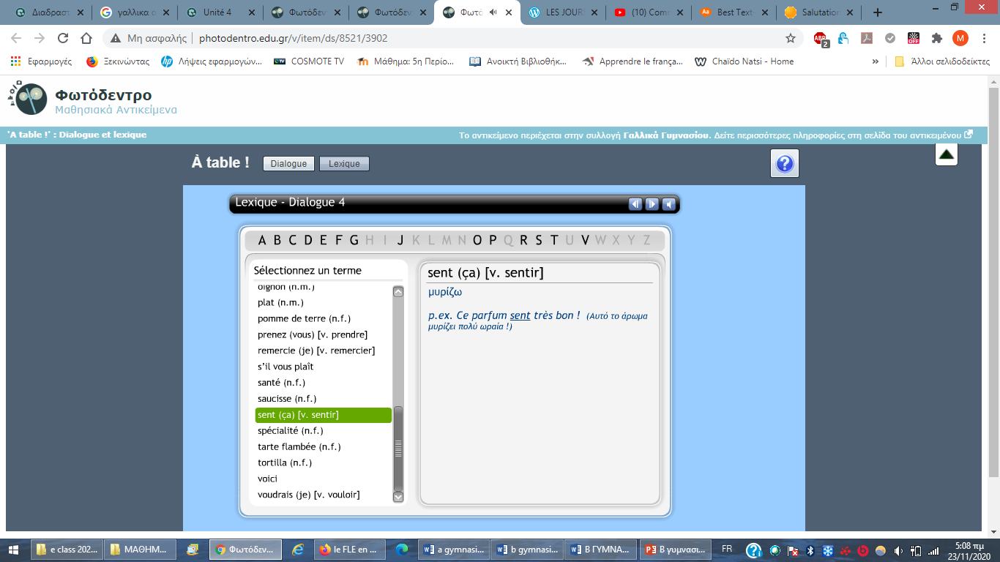 Διαδραστ
γαλλικα ο
Unité 4
Φωτόδεν
Φωτόδεν
Φωτό
LES JOUR
(10) Com
Best Text
Salutation
Μη ασφαλής | photodentro.edu.gr/v/item/ds/8521/3902
ABP
2
OFF
M
Εφαρμογές
Ξεκινώντας
Λήψεις εφαρμογών...
COSMOTE TV
Μάθημα: 5η Περίο...
Ανοικτή Βιβλιοθήκ...
Apprendre le frança...
Chaïdo Natsi - Home
»
Άλλοι σελιδοδείκτες
Φωτόδεντρο
Μαθησιακά Αντικείμενα
'A table !' : Dialogue et lexique
Το αντικείμενο περιέχεται στην συλλογή Γαλλικά Γυμνασίου. Δείτε περισσότερες πληροφορίες στη σελίδα του αντικειμένου
À table !
Dialogue
Lexique
?
Lexique - Dialogue 4
A B C D E F G H I J K L M N O P Q R S T U V W X Y Z
Sélectionnez un terme
oignon (n.m.)
plat (n.m.)
pomme de terre (n.f.)
prenez (vous) [v. prendre]
remercie (je) [v. remercier]
s'il vous plaît
santé (n.f.)
saucisse (n.f.)
sent (ça) [v. sentir]
spécialité (n.f.)
tarte flambée (n.f.)
tortilla (n.f.)
voici
voudrais (je) [v. vouloir]
sent (ça) [v. sentir]
μυρίζω
p.ex. Ce parfum sent très bon ! (Αυτό το άρωμα
μυρίζει πολύ ωραία !)
e class 202...
ΜΑΘΗΜ...
Φωτόδεν...
le FLE en ...
a gymnasi...
b gymnasi...
Β ΓΥΜΝΑ...
Β γυμνασι...
FR
5:08 πμ
23/11/2020